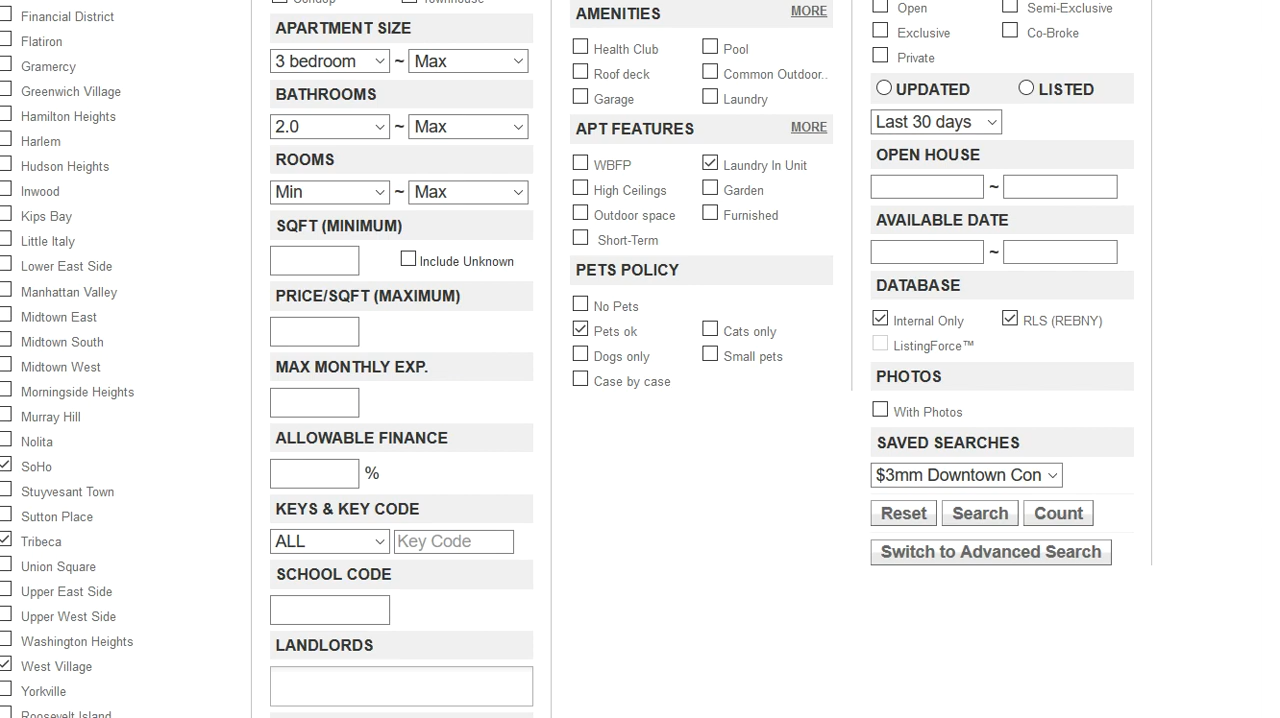 Financial District
Flatiron
Gramercy
Greenwich Village
Hamilton Heights
Harlem
Hudson Heights
Inwood
Kips Bay
Little Italy
Lower East Side
Manhattan Valley
Midtown East
Midtown South
Midtown West
Morningside Heights
Murray Hill
Nolita
SoHo
Stuyvesant Town
Sutton Place
Tribeca
Union Square
Upper East Side
Upper West Side
Washington Heights
West Village
Yorkville
Roosevelt Island
Condop Townhouse
APARTMENT SIZE
3 bedroom ~ Max
BATHROOMS
2.0 ~ Max
ROOMS
Min ~ Max
SQFT (MINIMUM)
Include Unknown
PRICE/SQFT (MAXIMUM)
MAX MONTHLY EXP.
ALLOWABLE FINANCE
%
KEYS & KEY CODE
ALL Key Code
SCHOOL CODE
LANDLORDS
AMENITIES MORE
Health Club Pool
Roof deck Common Outdoor..
Garage Laundry
APT FEATURES MORE
WBFP Laundry In Unit
High Ceilings Garden
Outdoor space Furnished
Short-Term
PETS POLICY
No Pets
Pets ok Cats only
Dogs only Small pets
Case by case
Open Semi-Exclusive
Exclusive Co-Broke
Private
UPDATED LISTED
Last 30 days
OPEN HOUSE
~
AVAILABLE DATE
~
DATABASE
Internal Only RLS (REBNY)
ListingForce™
PHOTOS
With Photos
SAVED SEARCHES
$3mm Downtown Con
Reset Search Count
Switch to Advanced Search